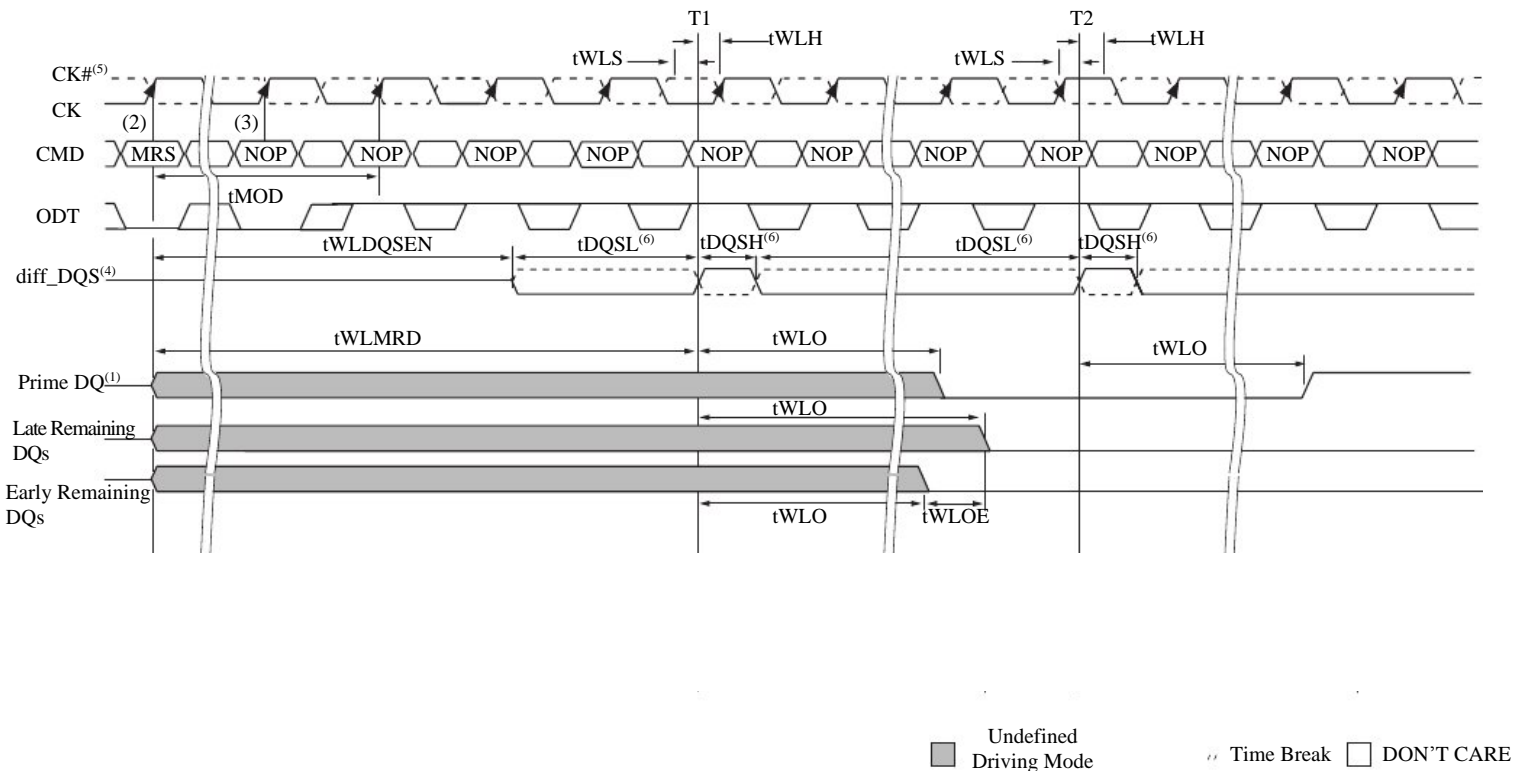 T1 T2
tWLH tWLH
tWLS tWLS
CK#(5)
CK
(2) (3)
CMD MRS NOP NOP NOP NOP NOP NOP NOP NOP NOP NOP NOP
tMOD
ODT
tWLDQSEN tDQSL(6) tDQSH(6) tDQSL(6) tDQSH(6)
diff_DQS(4)
tWLMRD tWLO tWLO
Prime DQ(1)
tWLO
Late Remaining
DQs
Early Remaining
DQs
tWLO tWLOE
Undefined
Driving Mode
Time Break
DON'T CARE